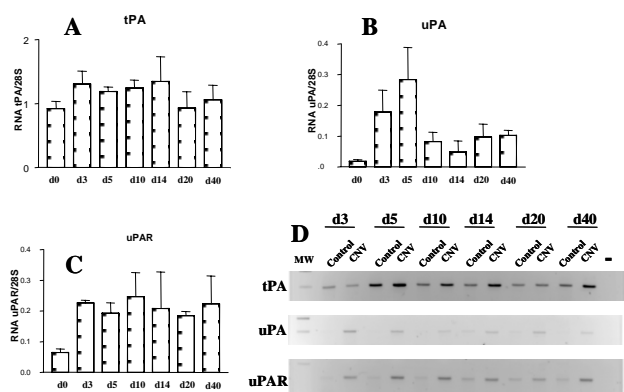 A
tPA
RNA tPA/28S
2
1
0
d0 d3 d5 d10 d14 d20 d40
B
uPA
RNA uPA/28S
0.4
0.3
0.2
0.1
.0
d0 d3 d5 d10 d14 d20 d40
uPAR
C
RNA uPAR/28S
0.4
0.3
0.2
0.1
0.0
d0 d3 d5 d10 d14 d20 d40
D
d3 d5 d10 d14 d20 d40
MW Control CNV Control CNV Control CNV Control CNV Control CNV Control CNV -
tPA
uPA
uPAR